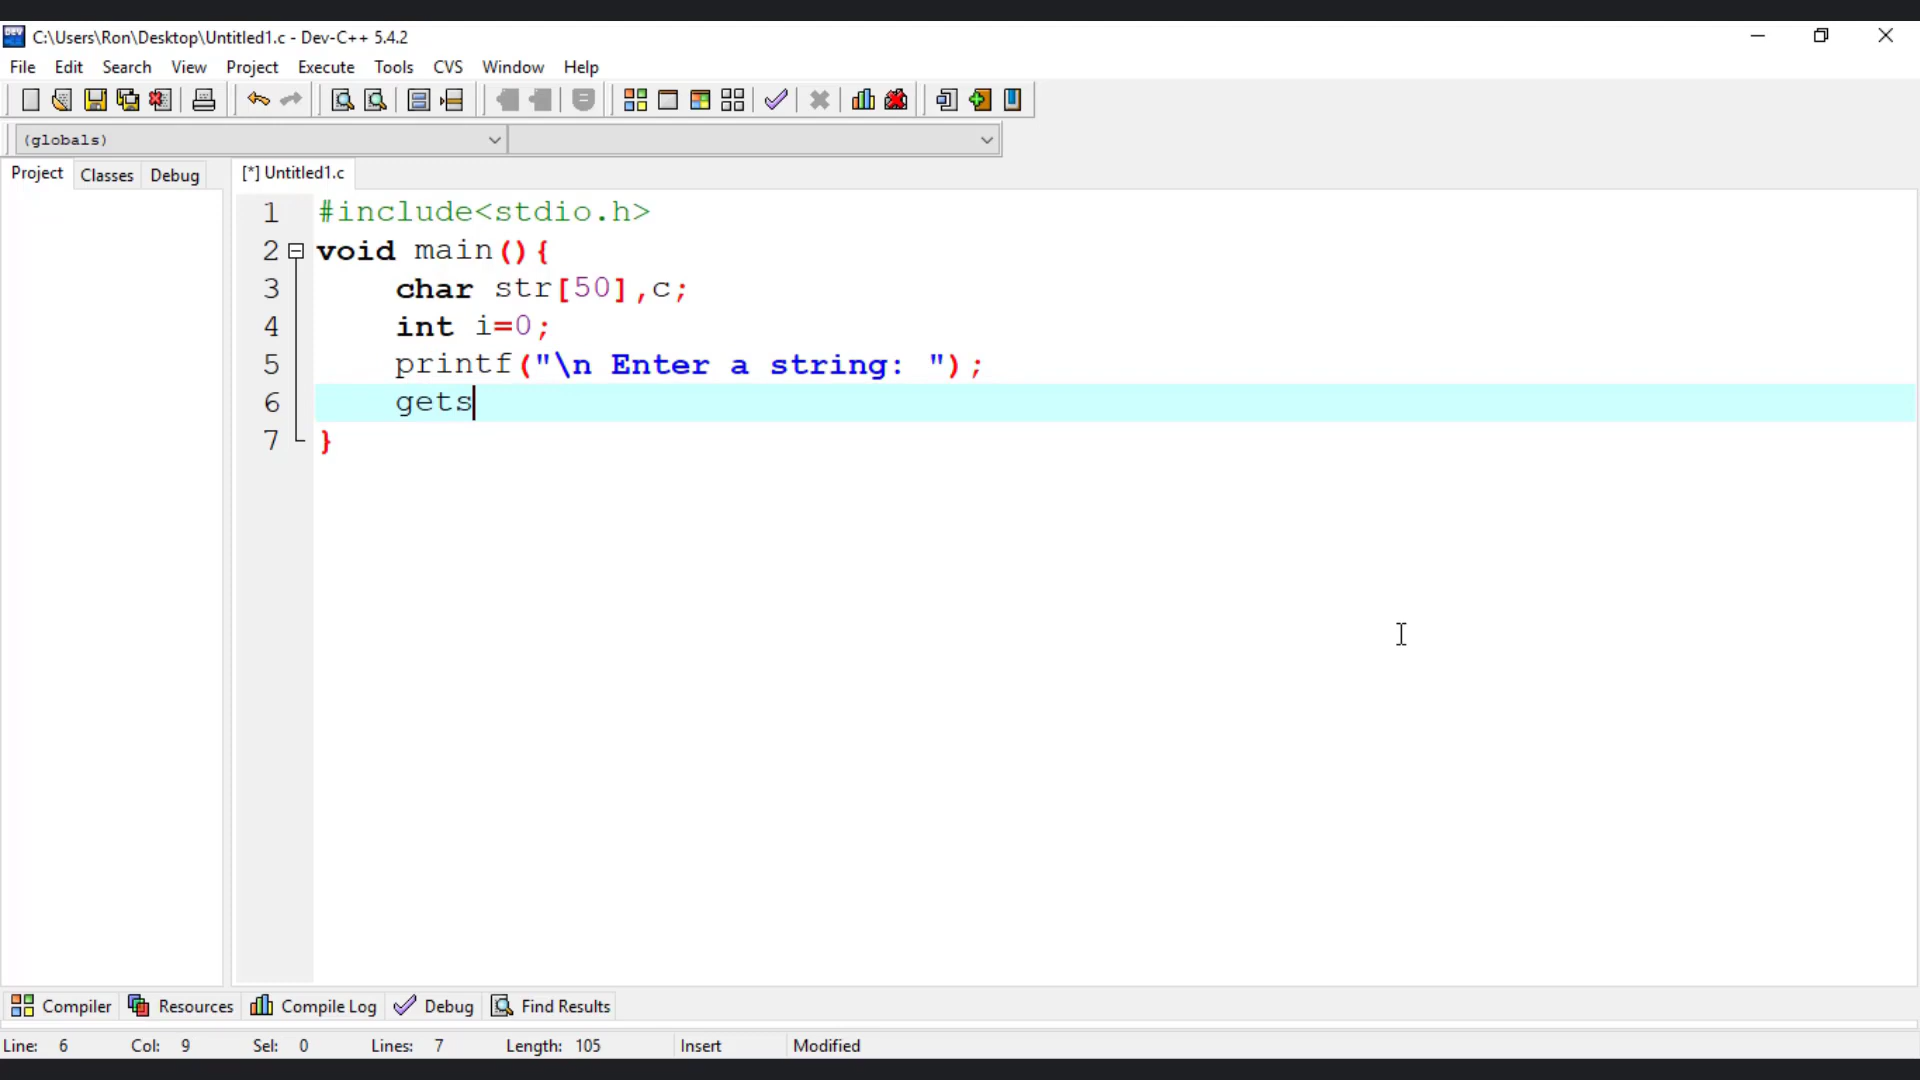 DEV C:\Users\Ron\Desktop\Untitled1.c - Dev-C++ 5.4.2
File Edit Search View Project Execute Tools CVS Window Help
(globals)
Project Classes Debug [*] Untitled1.c
1 #include<stdio.h>
2 void main(){
3 char str[50],c;
4 int i=0;
5 printf("\n Enter a string: ");
6 gets
7 }
Compiler Resources Compile Log Debug Find Results
Line: 6 Col: 9 Sel: 0 Lines: 7 Length: 105 Insert Modified